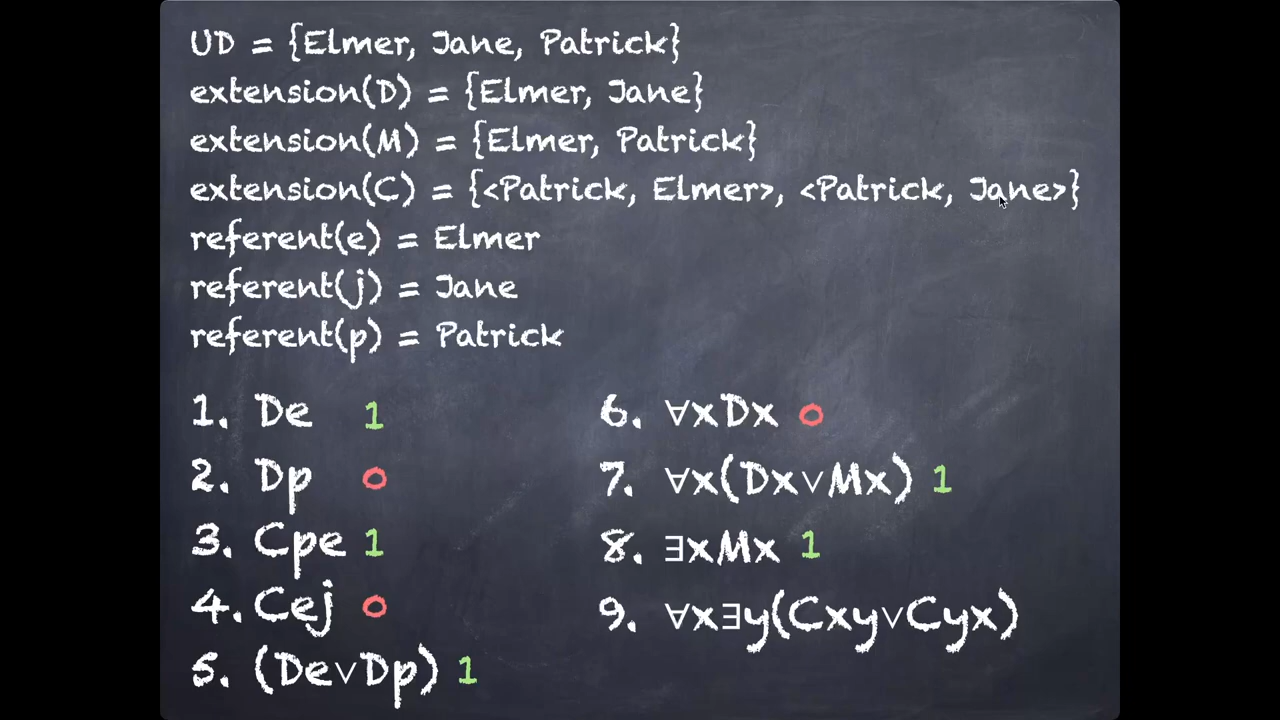 UD = {Elmer, Jane, Patrick}
extension(D) = {Elmer, Jane}
extension(M) = {Elmer, Patrick}
extension(C) = {<Patrick, Elmer>, <Patrick, Jane>}
referent(e) = Elmer
referent(j) = Jane
referent(p) = Patrick
1. De 1
2. Dp 0
3. Cpe 1
4. Cej 0
5. (De∨Dp) 1
6. ∀xDx 0
7. ∀x(Dx∨Mx) 1
8. ∃xMx 1
9. ∀x∃y(Cxy∨Cyx)